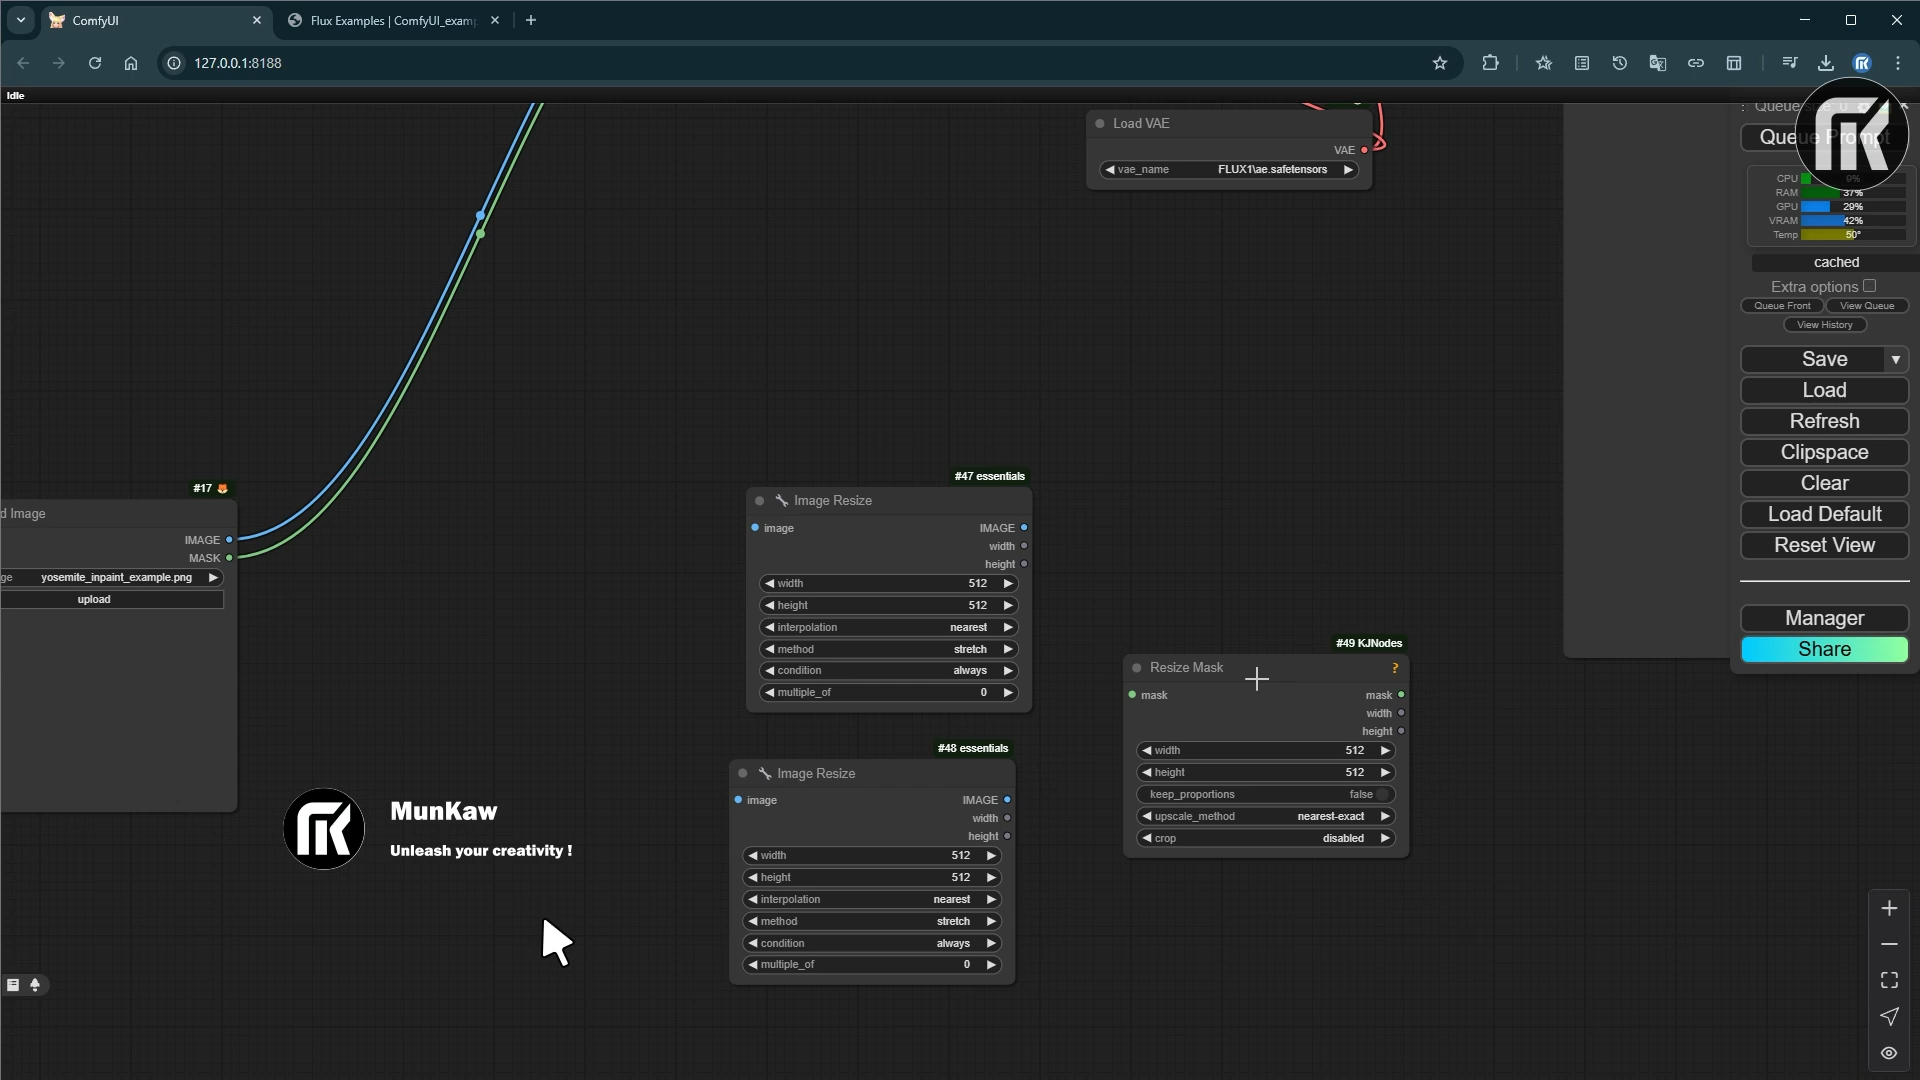 ComfyUI
Flux Examples | ComfyUI_exam
127.0.0.1:8188
Idle
Load VAE
VAE
vae_name FLUX1\ae.safetensors
#17
d Image
IMAGE
MASK
ge yosemite_inpaint_example.png
upload
#47 essentials
Image Resize
image IMAGE
width
height
width 512
height 512
interpolation nearest
method stretch
condition always
multiple_of 0
#48 essentials
Image Resize
image IMAGE
width
height
width 512
height 512
interpolation nearest
method stretch
condition always
multiple_of 0
#49 KJNodes
Resize Mask ?
mask mask
width
height
width 512
height 512
keep_proportions false
upscale_method nearest-exact
crop disabled
MunKaw
Unleash your creativity !
Queue size: 0
Queue Prompt
CPU 0%
RAM 37%
GPU 29%
VRAM 42%
Temp 50°
cached
Extra options
Queue Front View Queue
View History
Save
Load
Refresh
Clipspace
Clear
Load Default
Reset View
Manager
Share